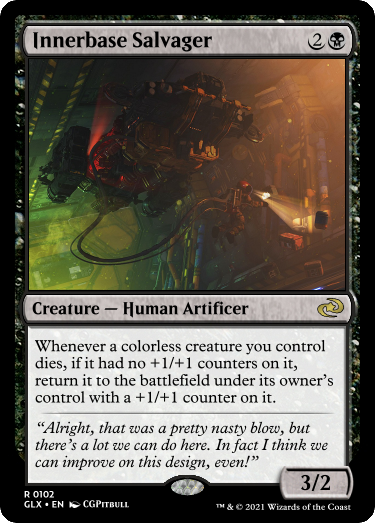 Innerbase Salvager 2
Creature — Human Artificer
Whenever a colorless creature you control
dies, if it had no +1/+1 counters on it,
return it to the battlefield under its owner’s
control with a +1/+1 counter on it.
“Alright, that was a pretty nasty blow, but
there’s a lot we can do here. In fact I think we
can improve on this design, even!”
3/2
R 0102
GLX • EN CGPitbull
™ & © 2021 Wizards of the Coast